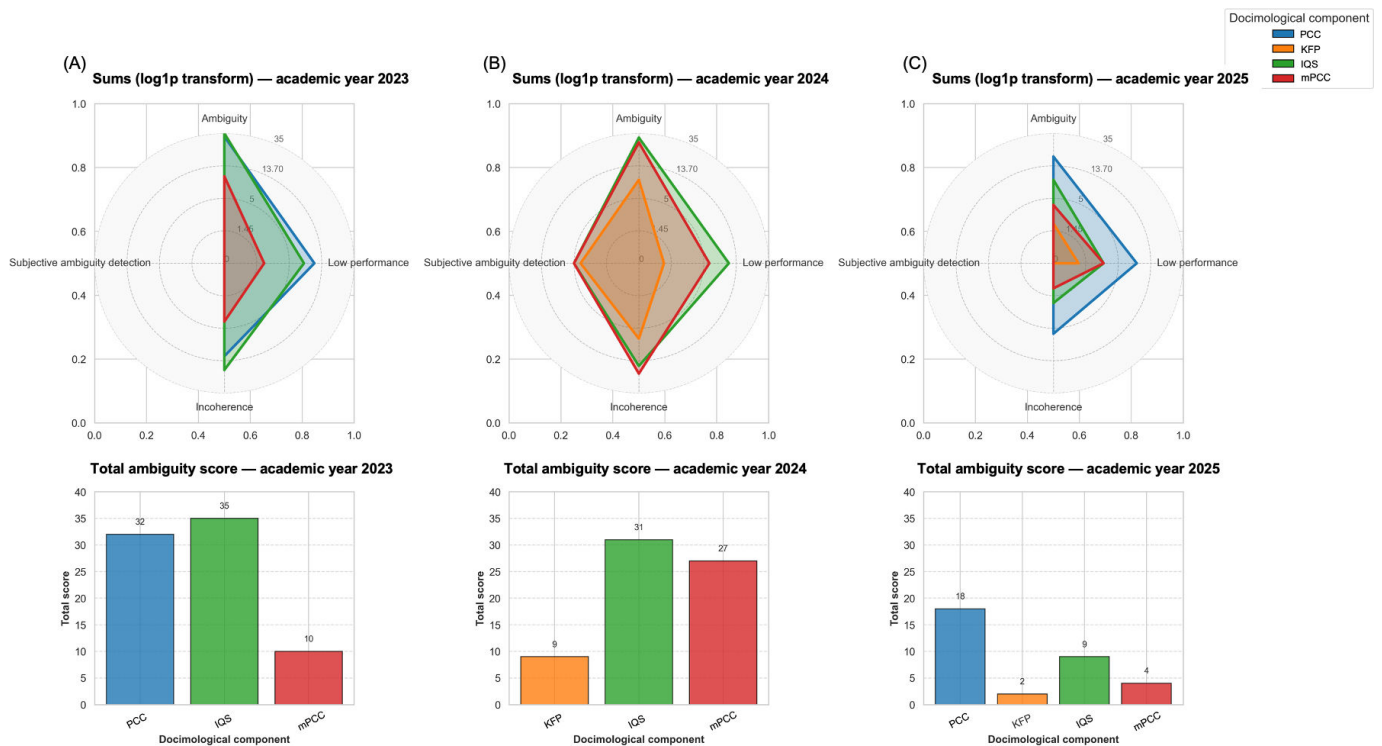 Docimological component
PCC
KFP
IQS
mPCC
(A)
Sums (log1p transform) — academic year 2023
1.0
0.8
0.6
0.4
0.2
0.0
0.0
0.2
0.4
0.6
0.8
1.0
Ambiguity
35
13.70
5
1.45
0
Subjective ambiguity detection
Low performance
Incoherence
(B)
Sums (log1p transform) — academic year 2024
1.0
0.8
0.6
0.4
0.2
0.0
0.0
0.2
0.4
0.6
0.8
1.0
Ambiguity
35
13.70
5
.45
0
Subjective ambiguity detection
Low performance
Incoherence
(C)
Sums (log1p transform) — academic year 2025
1.0
0.8
0.6
0.4
0.2
0.0
0.0
0.2
0.4
0.6
0.8
1.0
Ambiguity
35
13.70
5
1.45
0
Subjective ambiguity detection
Low performance
Incoherence
Total ambiguity score — academic year 2023
Total score
40
35
30
25
20
15
10
5
0
32
35
10
PCC
IQS
mPCC
Docimological component
Total ambiguity score — academic year 2024
Total score
40
35
30
25
20
15
10
5
0
9
31
27
KFP
IQS
mPCC
Docimological component
Total ambiguity score — academic year 2025
Total score
40
35
30
25
20
15
10
5
0
18
2
9
4
PCC
KFP
IQS
mPCC
Docimological component